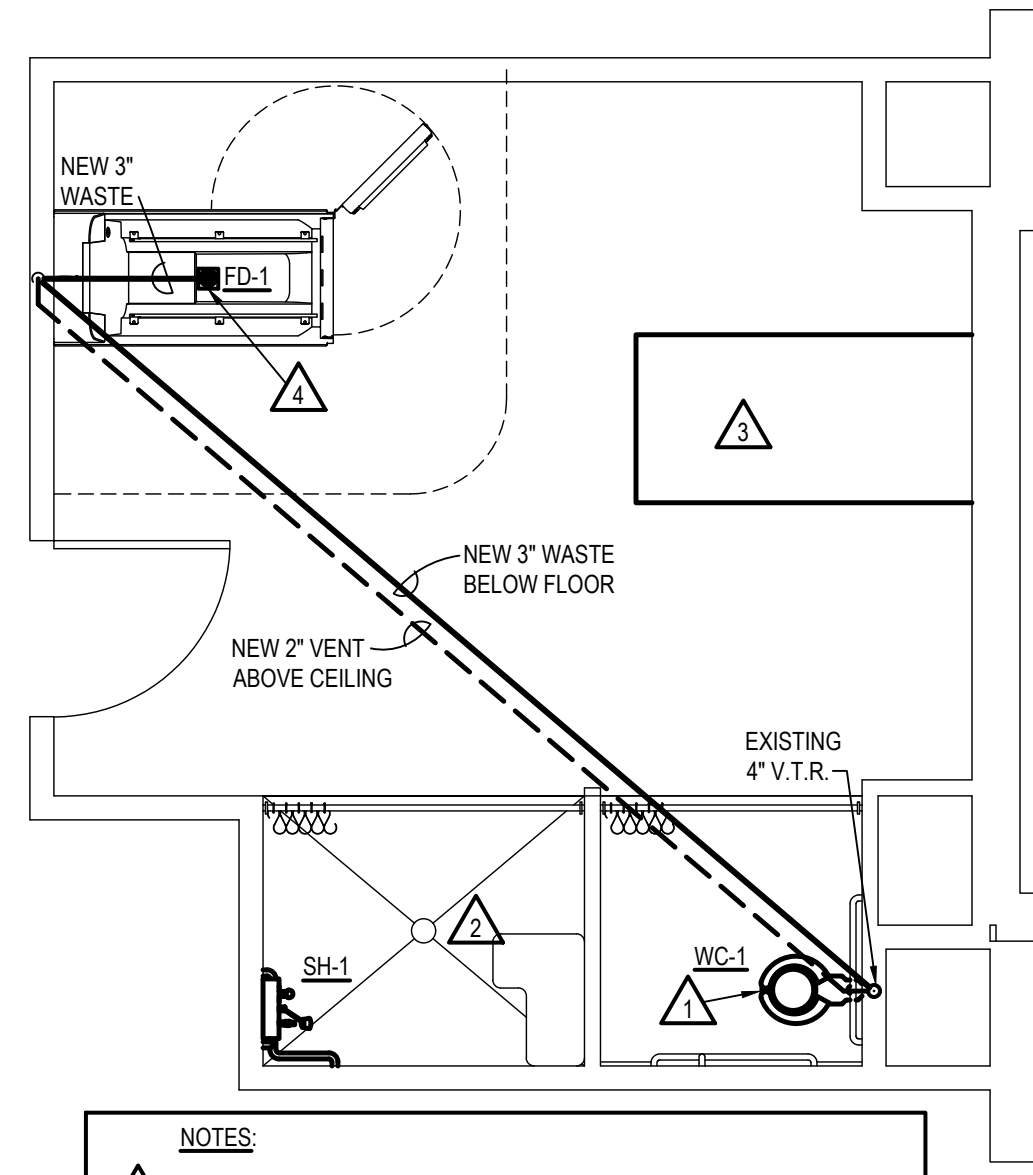 NEW 3"
WASTE
FD-1
4
3
NEW 3" WASTE
BELOW FLOOR
NEW 2" VENT
ABOVE CEILING
EXISTING
4" V.T.R.
2
SH-1
WC-1
1
NOTES: